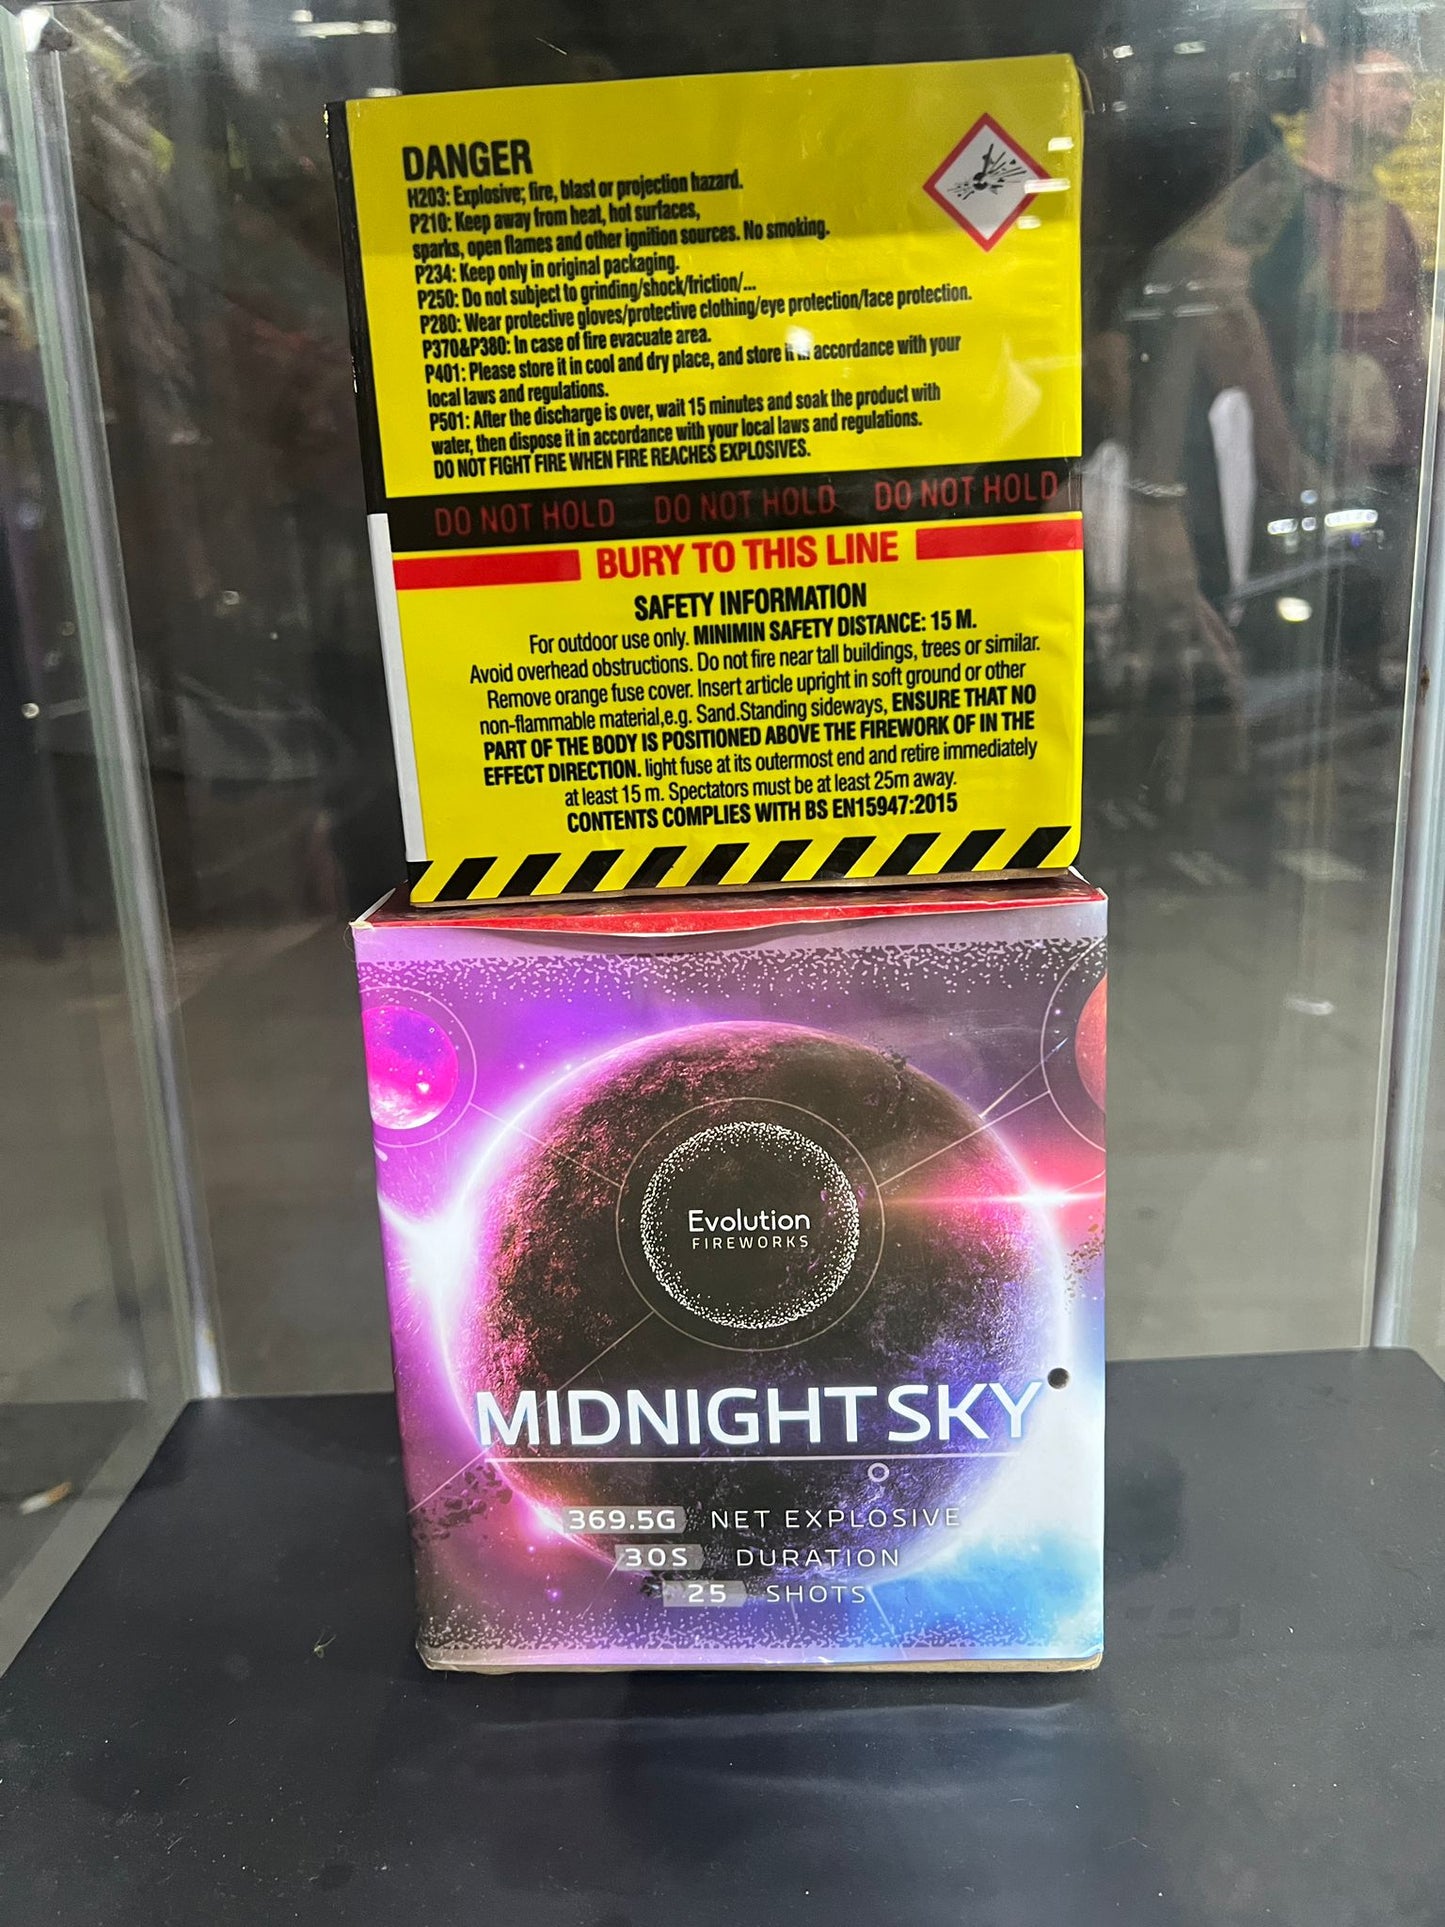 DANGER
H203: Explosive; fire, blast or projection hazard.
P210: Keep away from heat, hot surfaces,
sparks, open flames and other ignition sources. No smoking.
P234: Keep only in original packaging.
P250: Do not subject to grinding/shock/friction/...
P280: Wear protective gloves/protective clothing/eye protection/face protection.
P370&P380: In case of fire evacuate area.
P401: Please store it in cool and dry place, and store it in accordance with your
local laws and regulations.
P501: After the discharge is over, wait 15 minutes and soak the product with
water, then dispose it in accordance with your local laws and regulations.
DO NOT FIGHT FIRE WHEN FIRE REACHES EXPLOSIVES.
DO NOT HOLD DO NOT HOLD DO NOT HOLD
BURY TO THIS LINE
SAFETY INFORMATION
For outdoor use only. MINIMIN SAFETY DISTANCE: 15 M.
Avoid overhead obstructions. Do not fire near tall buildings, trees or similar.
Remove orange fuse cover. Insert article upright in soft ground or other
non-flammable material,e.g. Sand.Standing sideways, ENSURE THAT NO
PART OF THE BODY IS POSITIONED ABOVE THE FIREWORK OF IN THE
EFFECT DIRECTION. light fuse at its outermost end and retire immediately
at least 15 m. Spectators must be at least 25m away.
CONTENTS COMPLIES WITH BS EN15947:2015
Evolution
FIREWORKS
MIDNIGHT SKY
369.5G NET EXPLOSIVE
30S DURATION
25 SHOTS